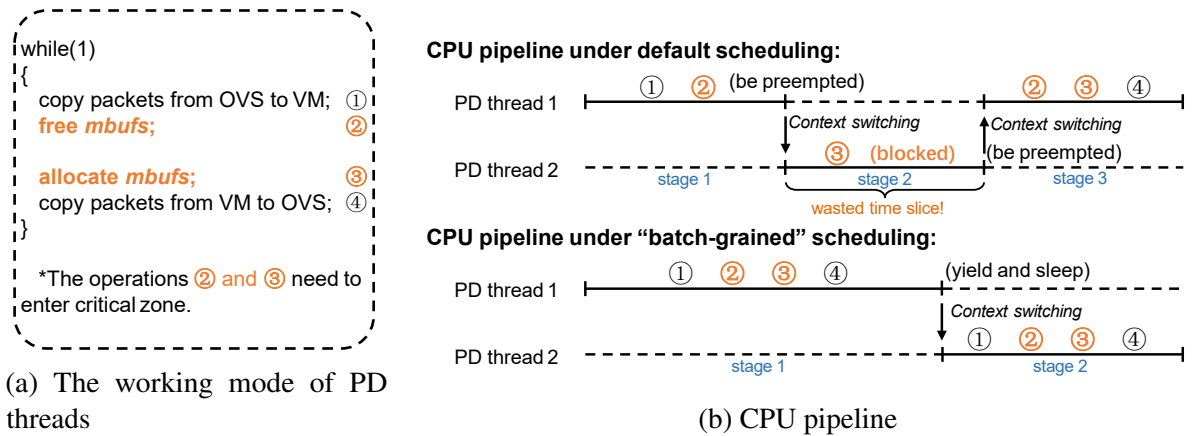 while(1)
{
copy packets from OVS to VM; ①
free mbufs; ②
allocate mbufs; ③
copy packets from VM to OVS; ④
}
*The operations ② and ③ need to
enter critical zone.
(a) The working mode of PD
threads
CPU pipeline under default scheduling:
PD thread 1 ① ② (be preempted) ② ③ ④
Context switching Context switching
PD thread 2 ③ (blocked) (be preempted)
stage 1 stage 2 stage 3
wasted time slice!
CPU pipeline under “batch-grained” scheduling:
PD thread 1 ① ② ③ ④ (yield and sleep)
Context switching
PD thread 2 ① ② ③ ④
stage 1 stage 2
(b) CPU pipeline